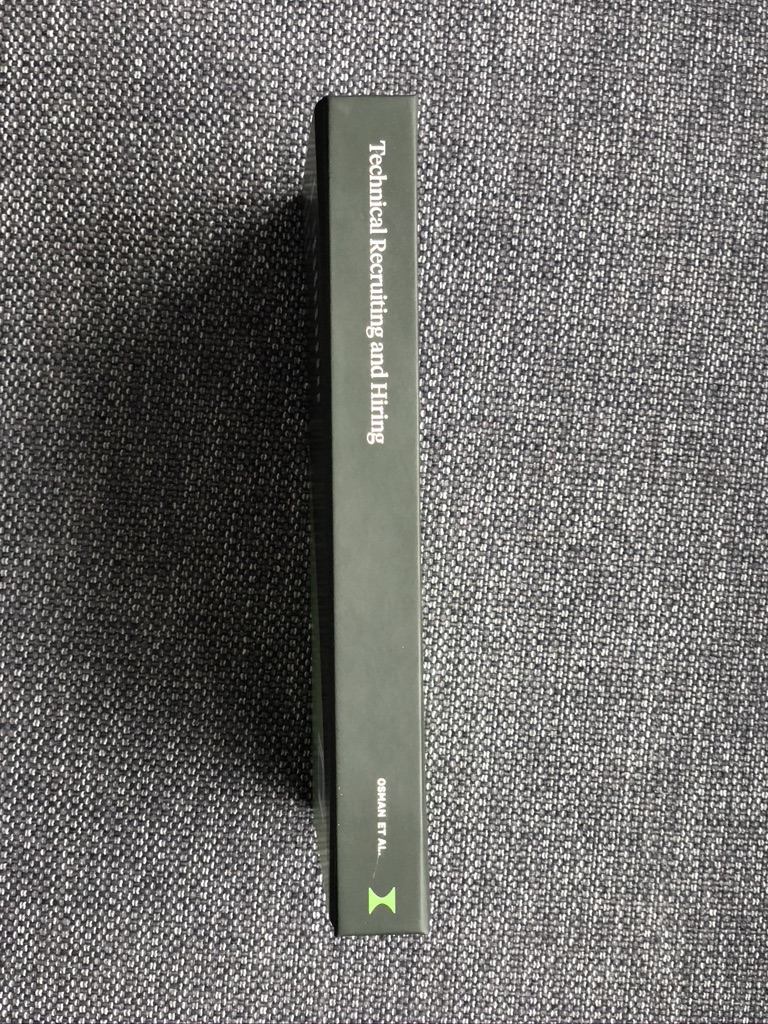 Technical Recruiting and Hiring
OSMAN ET AL.